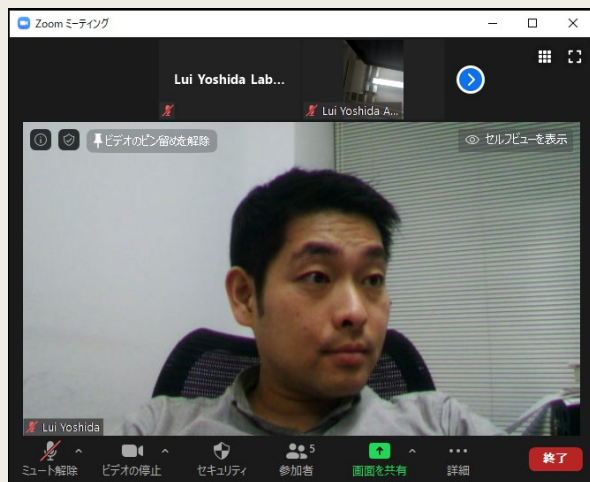 Zoom ミーティング
Lui Yoshida Lab...
Lui Yoshida A...
ビデオのピン留めを解除
セルフビューを表示
Lui Yoshida
ミュート解除 ビデオの停止 セキュリティ 参加者 5 画面を共有 詳細 終了